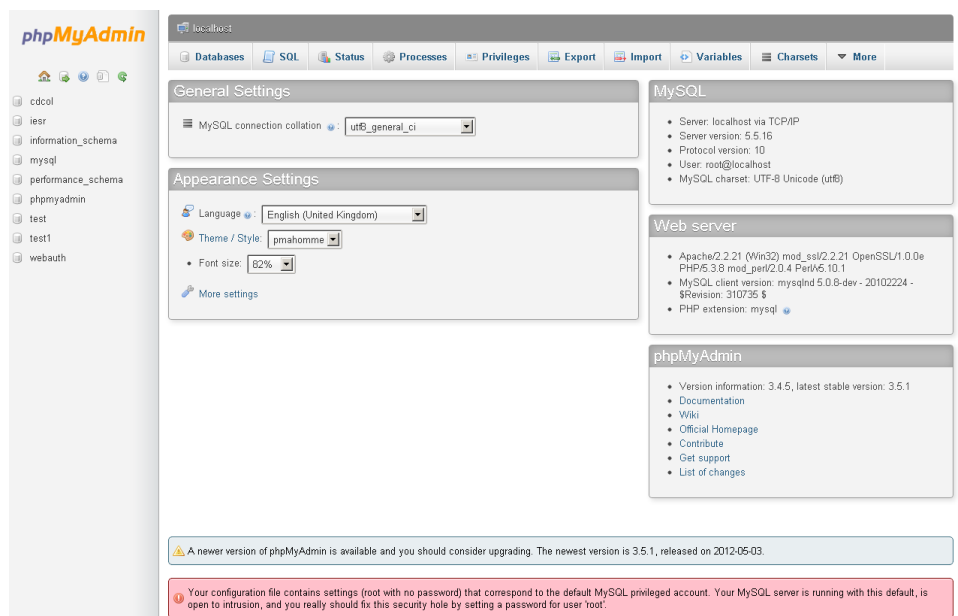 phpMyAdmin
cdcol
iesr
information_schema
mysql
performance_schema
phpmyadmin
test
test1
webauth
localhost
Databases SQL Status Processes Privileges Export Import Variables Charsets More
General Settings
MySQL connection collation : utf8_general_ci
Appearance Settings
Language : English (United Kingdom)
Theme / Style: pmahomme
• Font size: 82%
More settings
MySQL
• Server: localhost via TCP/IP
• Server version: 5.5.16
• Protocol version: 10
• User: root@localhost
• MySQL charset: UTF-8 Unicode (utf8)
Web server
• Apache/2.2.21 (Win32) mod_ssl/2.2.21 OpenSSL/1.0.0e
PHP/5.3.8 mod_perl/2.0.4 Perl/v5.10.1
• MySQL client version: mysqlnd 5.0.8-dev - 20102224 -
$Revision: 310735 $
• PHP extension: mysql
phpMyAdmin
• Version information: 3.4.5, latest stable version: 3.5.1
• Documentation
• Wiki
• Official Homepage
• Contribute
• Get support
• List of changes
A newer version of phpMyAdmin is available and you should consider upgrading. The newest version is 3.5.1, released on 2012-05-03.
Your configuration file contains settings (root with no password) that correspond to the default MySQL privileged account. Your MySQL server is running with this default, is
open to intrusion, and you really should fix this security hole by setting a password for user 'root'.